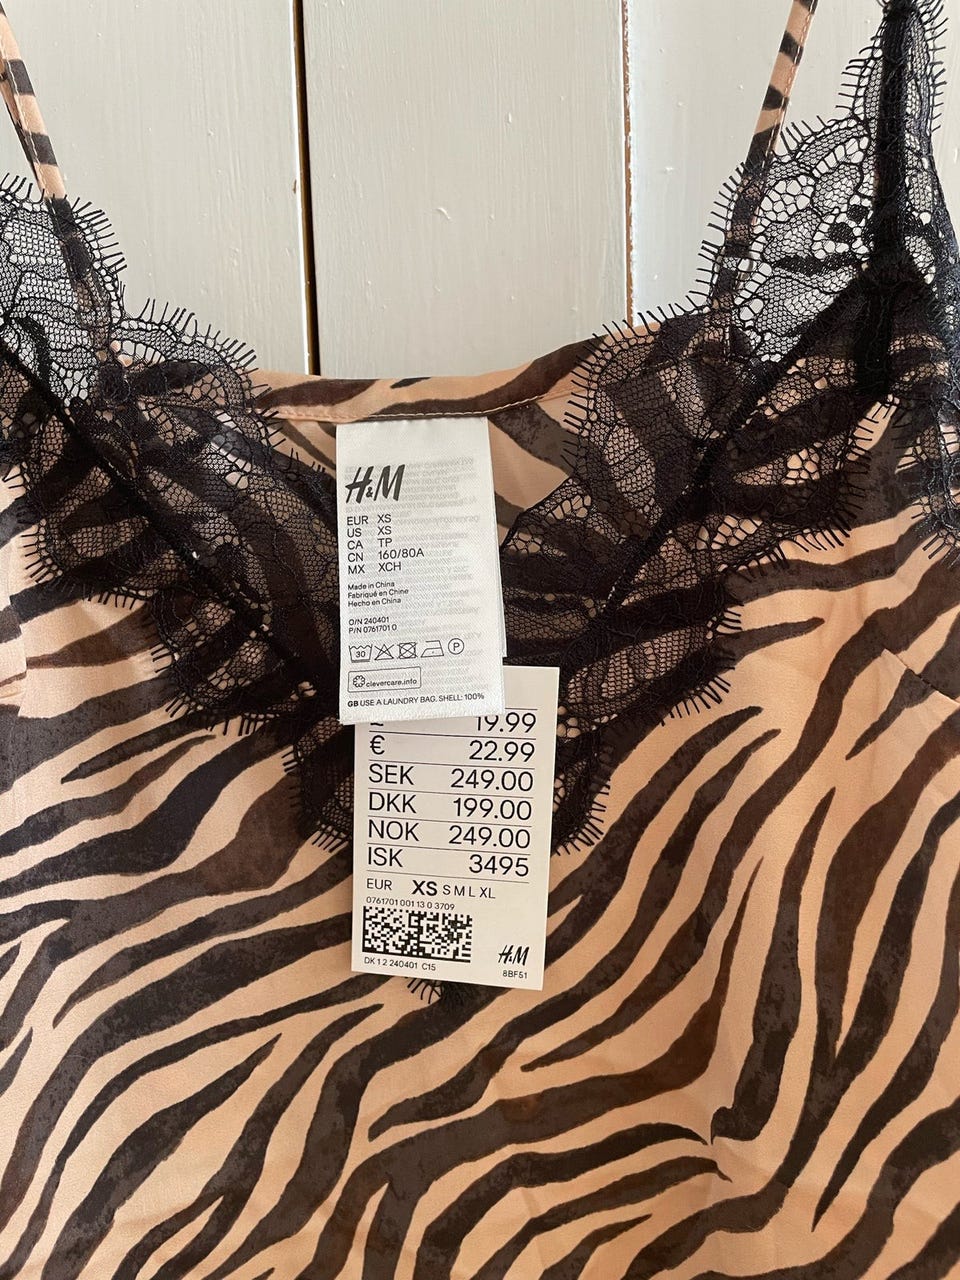 H&M
EUR XS
US XS
CA TP
CN 160/80A
MX XCH
Made in China
Fabriqué en Chine
Hecho en China
O/N 240401
P/N 0761701 0
30 P
clevercare.info
GB USE A LAUNDRY BAG. SHELL: 100%
19.99
€ 22.99
SEK 249.00
DKK 199.00
NOK 249.00
ISK 3495
EUR XS S M L XL
0761701 001 13 0 3709
H&M
DK 1 2 240401 C15
8BF51